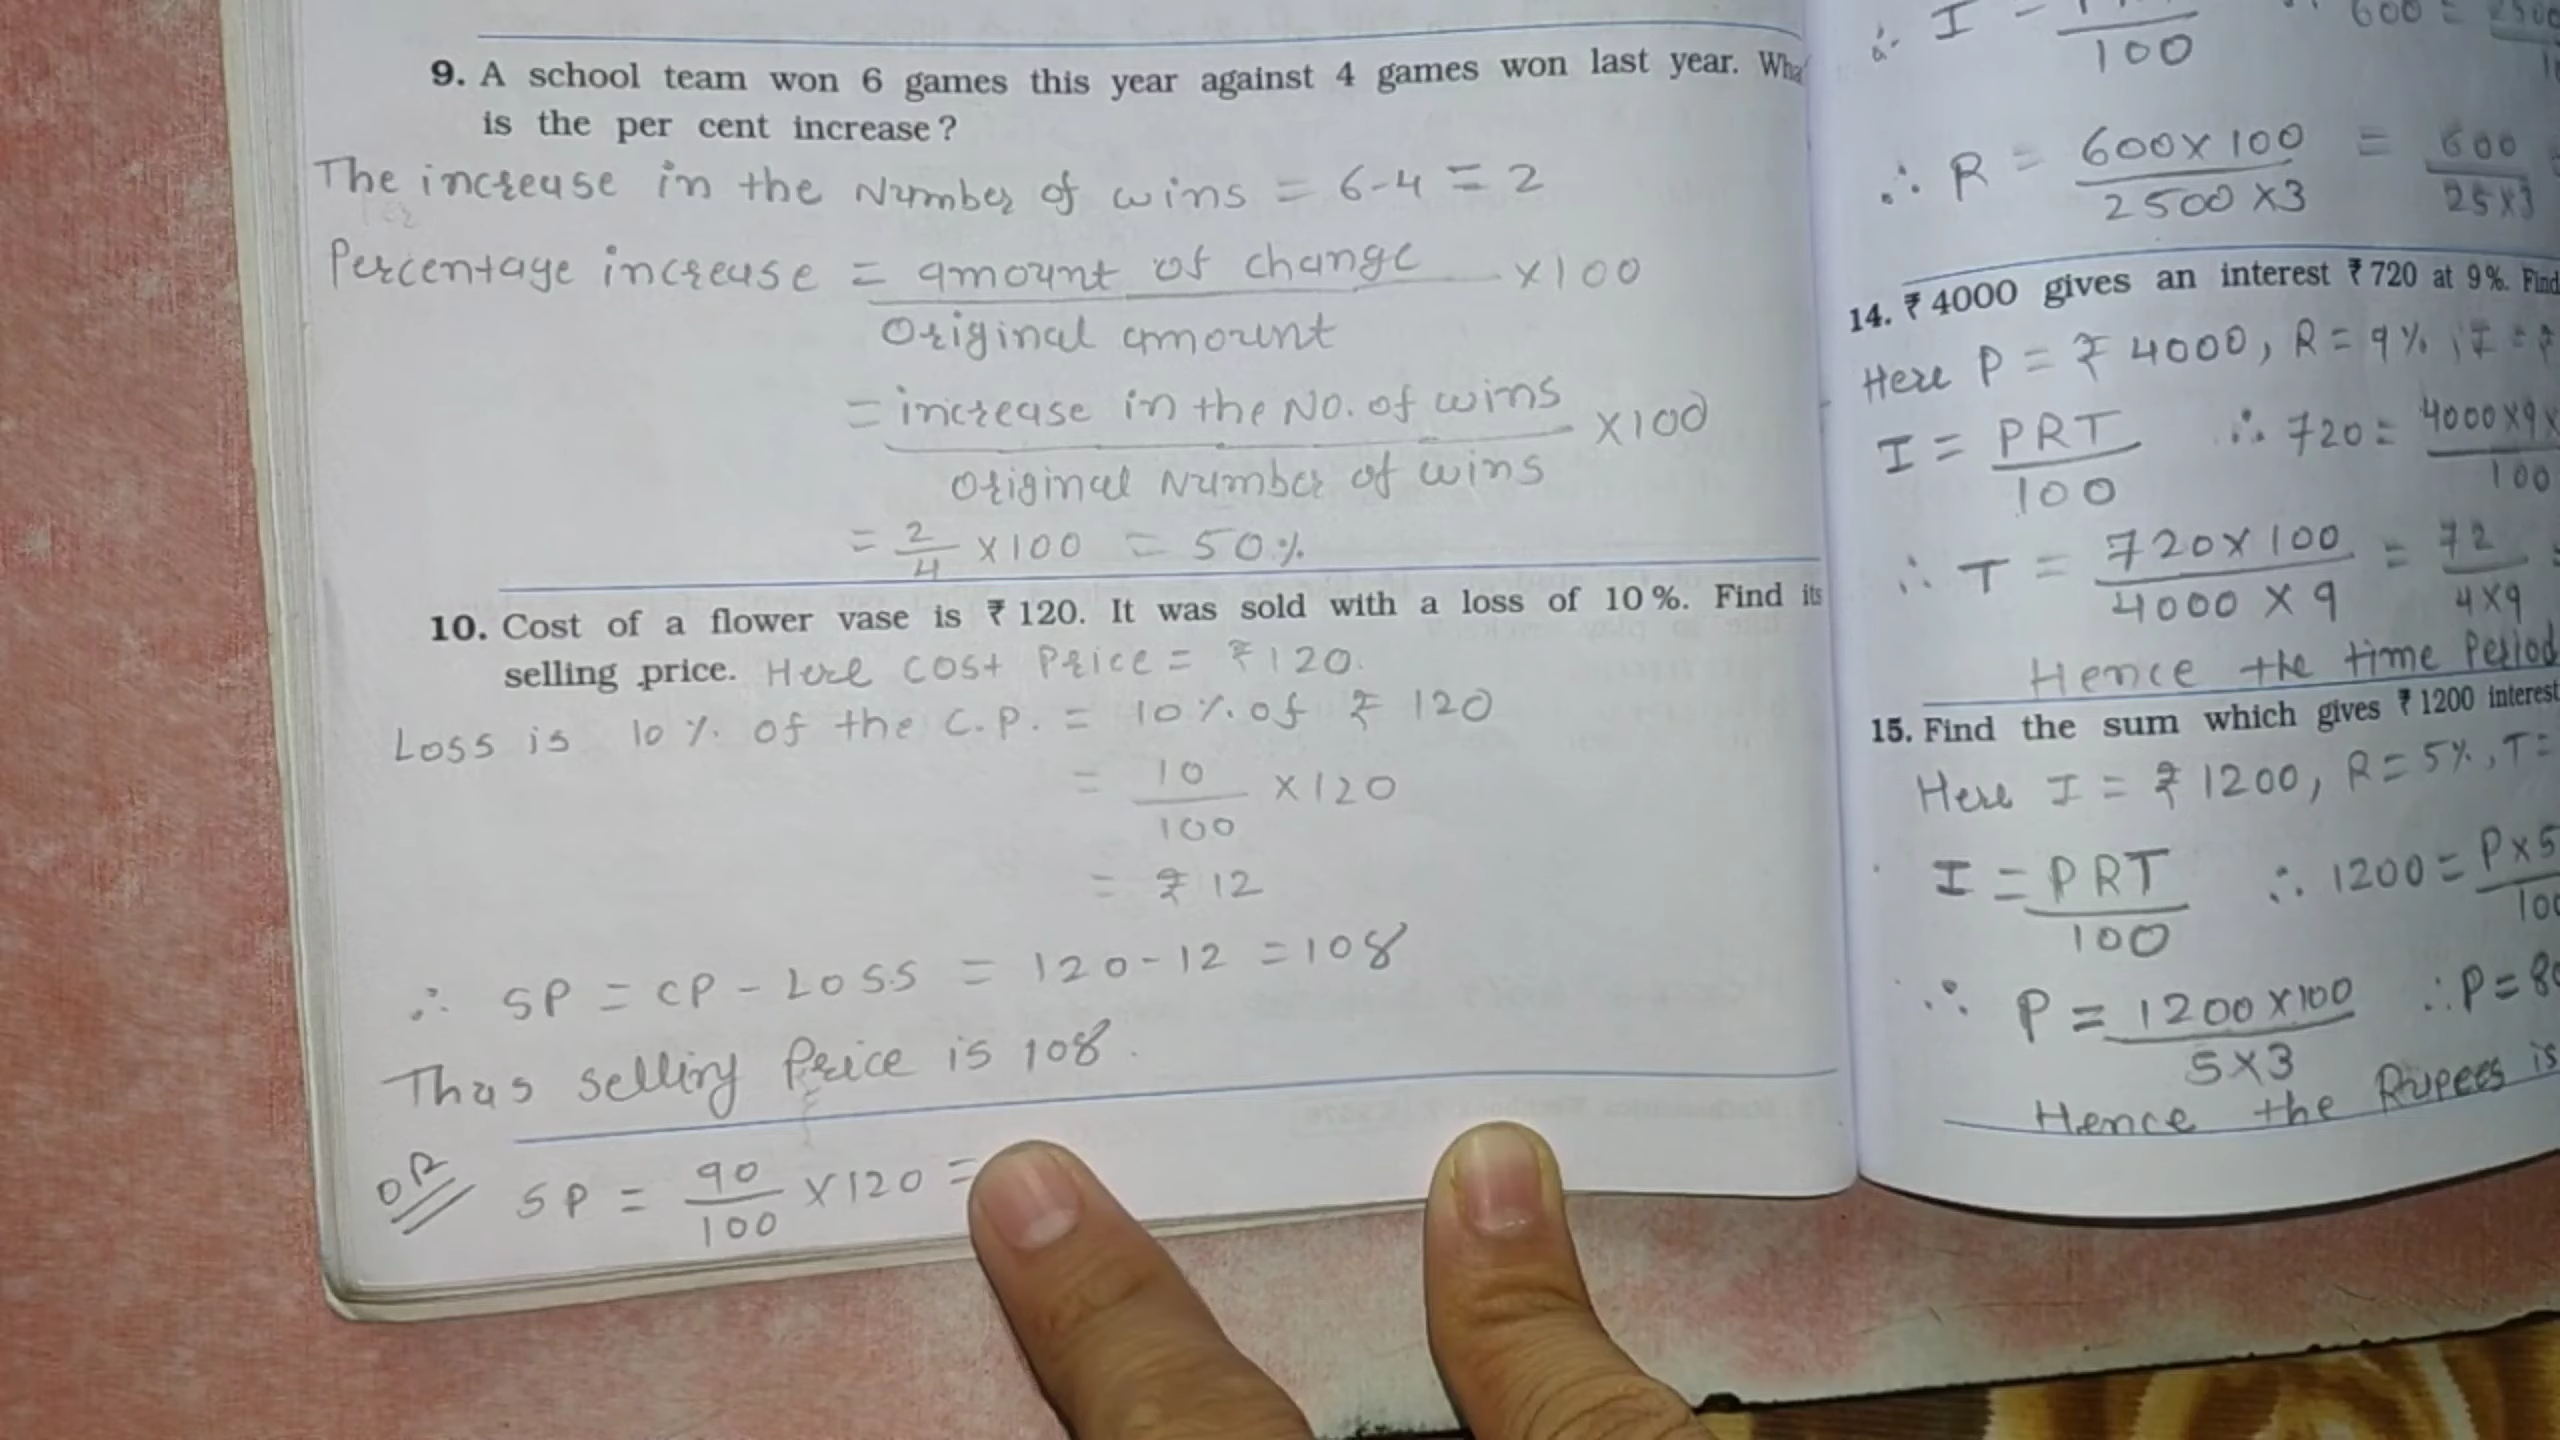 9. A school team won 6 games this year against 4 games won last year.
is the per cent increase?
The increase in the Number of wins = 6-4 = 2
Percentage increase = amount of change / Original amount ×100
= increase in the No. of wins / Original Number of wins ×100
= 2/4 ×100 = 50%
10. Cost of a flower vase is ₹ 120. It was sold with a loss of 10%. Find its
selling price. Here Cost Price = ₹120.
Loss is 10% of the C.P. = 10% of ₹ 120
= 10/100 ×120
= ₹ 12
∴ SP = CP - LOSS = 120-12 = 108
Thus selling Price is 108.
OR SP = 90/100 ×120 =
∴ I = /100 600 =
∴ R = 600×100 / 2500×3 = 600 / 25×3
14. ₹ 4000 gives an interest ₹ 720 at 9%. Find
Here P = ₹ 4000, R = 9%, I = ₹
I = PRT/100 ∴ 720 = 4000×9× / 100
∴ T = 720×100 / 4000×9 = 72 / 4×9 =
Hence the time Period
15. Find the sum which gives ₹ 1200 interest
Here I = ₹ 1200, R = 5%, T =
I = PRT/100 ∴ 1200 = P×5 / 100
∴ P = 1200×100 / 5×3 ∴ P = 80
Hence the Rupees is